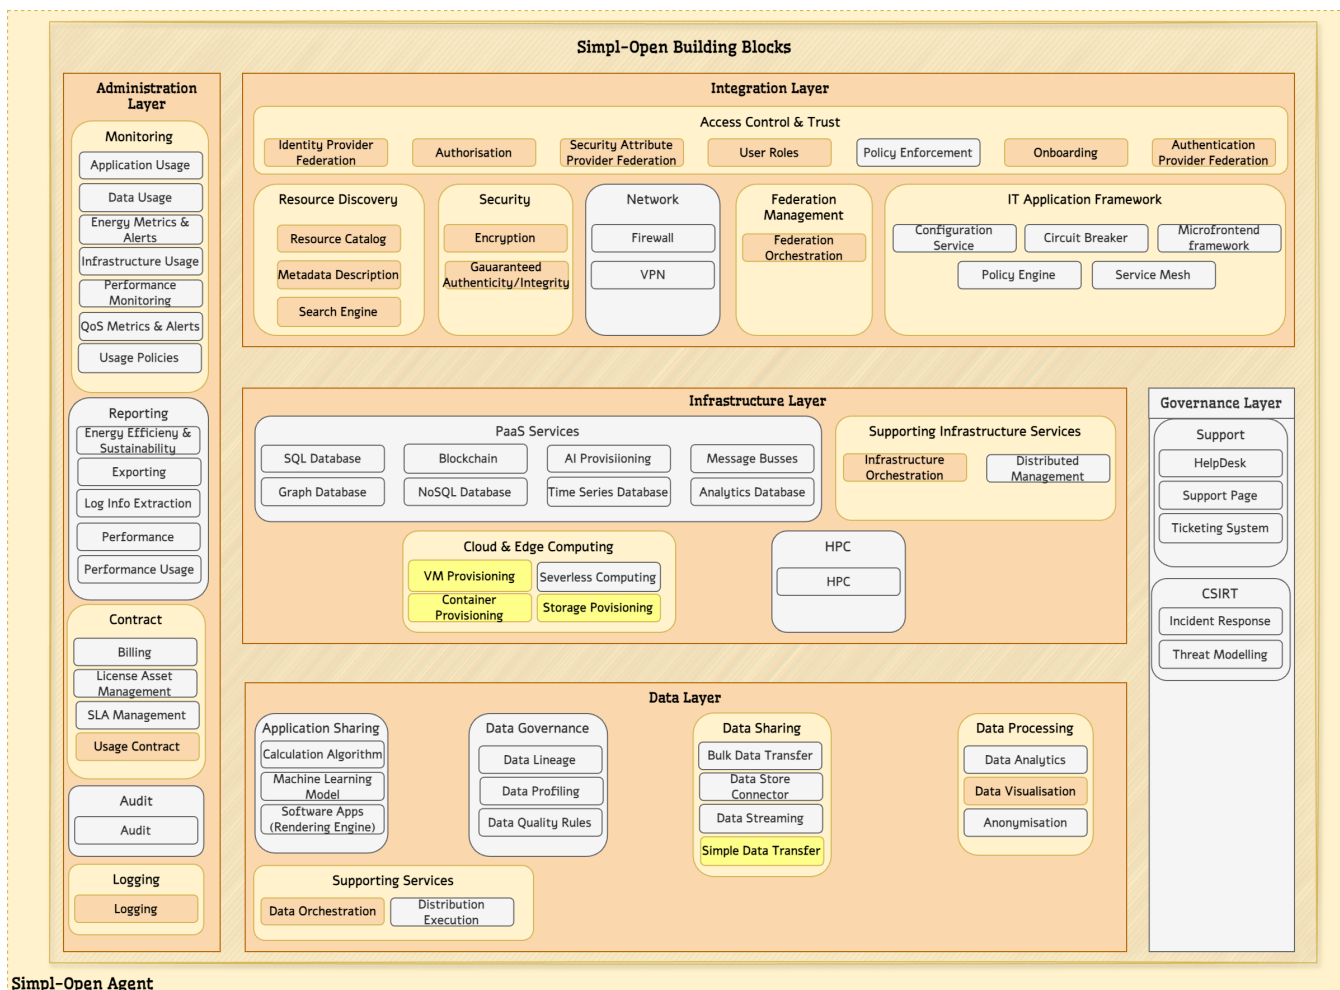 Simpl-Open Building Blocks
Administration
Layer
Monitoring
Application Usage
Data Usage
Energy Metrics &
Alerts
Infrastructure Usage
Performance
Monitoring
QoS Metrics & Alerts
Usage Policies
Reporting
Energy Efficieny &
Sustainability
Exporting
Log Info Extraction
Performance
Performance Usage
Contract
Billing
License Asset
Management
SLA Management
Usage Contract
Audit
Audit
Logging
Logging
Integration Layer
Access Control & Trust
Identity Provider
Federation
Authorisation
Security Attribute
Provider Federation
User Roles
Policy Enforcement
Onboarding
Authentication
Provider Federation
Resource Discovery
Resource Catalog
Metadata Description
Search Engine
Security
Encryption
Gauaranteed
Authenticity/Integrity
Network
Firewall
VPN
Federation
Management
Federation
Orchestration
IT Application Framework
Configuration
Service
Circuit Breaker
Microfrontend
framework
Policy Engine
Service Mesh
Infrastructure Layer
PaaS Services
SQL Database
Blockchain
AI Provisiioning
Message Busses
Graph Database
NoSQL Database
Time Series Database
Analytics Database
Supporting Infrastructure Services
Infrastructure
Orchestration
Distributed
Management
Cloud & Edge Computing
VM Provisioning
Severless Computing
Container
Provisioning
Storage Povisioning
HPC
HPC
Governance Layer
Support
HelpDesk
Support Page
Ticketing System
CSIRT
Incident Response
Threat Modelling
Data Layer
Application Sharing
Calculation Algorithm
Machine Learning
Model
Software Apps
(Rendering Engine)
Data Governance
Data Lineage
Data Profiling
Data Quality Rules
Data Sharing
Bulk Data Transfer
Data Store
Connector
Data Streaming
Simple Data Transfer
Data Processing
Data Analytics
Data Visualisation
Anonymisation
Supporting Services
Data Orchestration
Distribution
Execution
Simpl-Open Agent